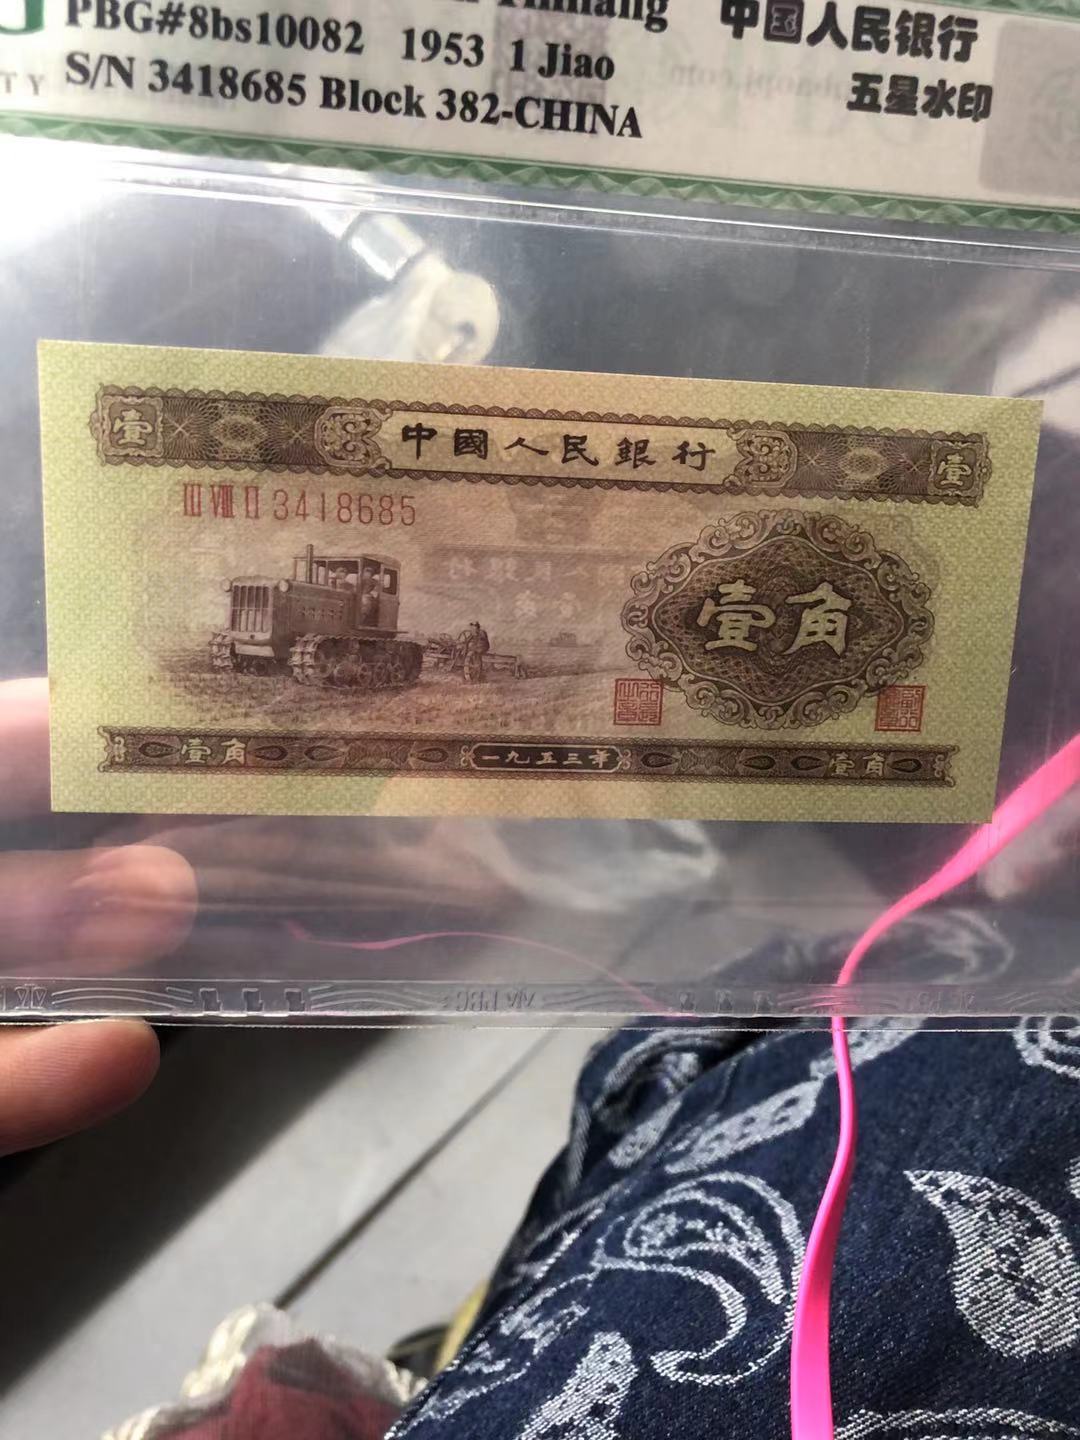 中国人民银行
PBG#8bs10082 1953 1 Jiao
五星水印
TY
S/N 3418685 Block 382-CHINA
壹
中國人民銀行
壹
III VIII II 3418685
壹角
壹角
一九五三年
壹角